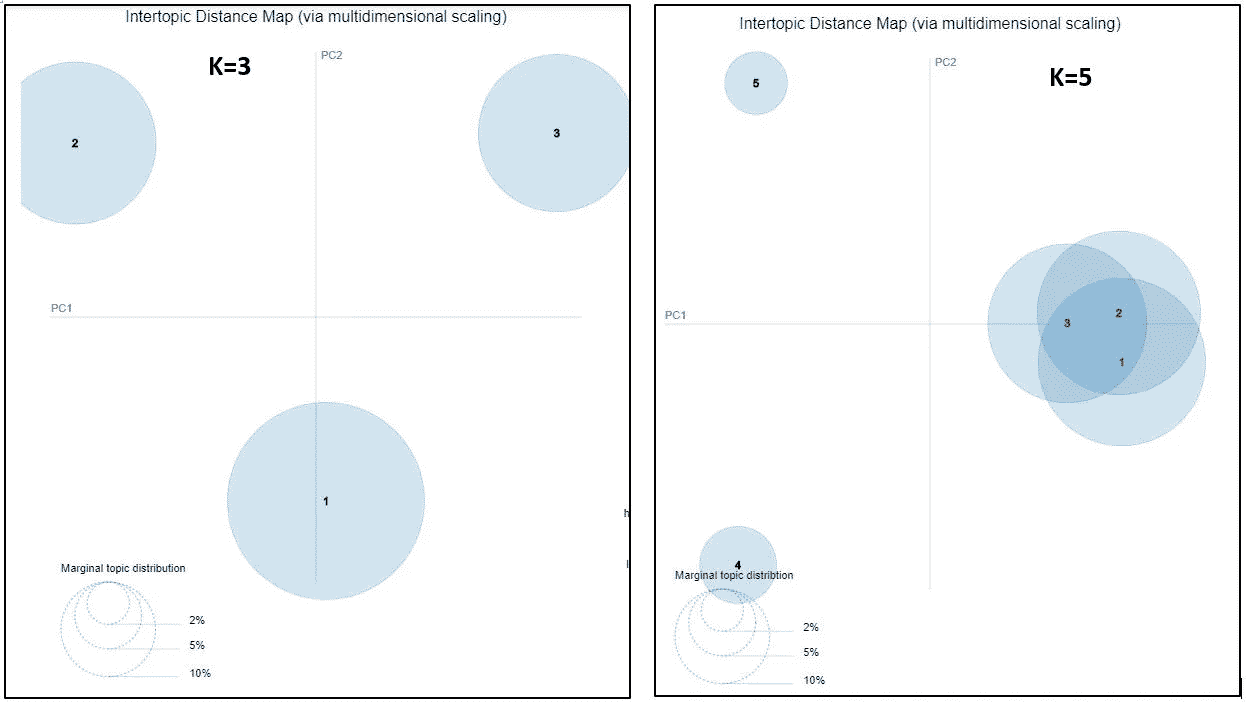 Intertopic Distance Map (via multidimensional scaling)
K=3
PC2
2
3
PC1
1
Marginal topic distribution
2%
5%
10%
h
Intertopic Distance Map (via multidimensional scaling)
K=5
PC2
5
PC1
3
2
1
4
Marginal topic distribtion
2%
5%
10%